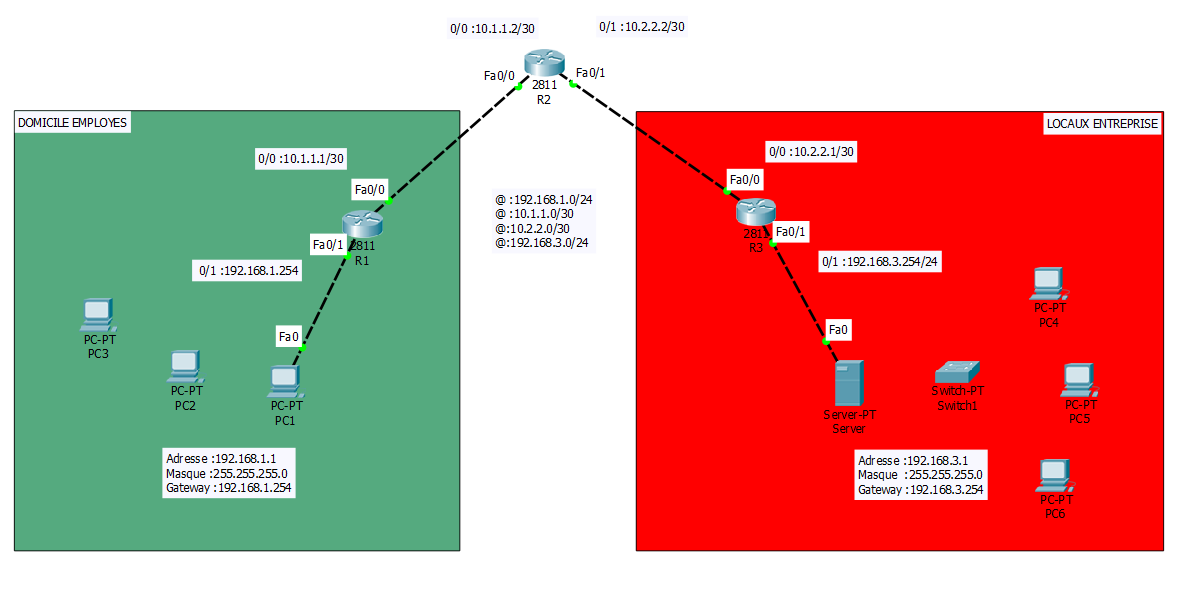 0/0 :10.1.1.2/30
0/1 :10.2.2.2/30
Fa0/0
Fa0/1
2811
R2
DOMICILE EMPLOYES
LOCAUX ENTREPRISE
0/0 :10.1.1.1/30
0/0 :10.2.2.1/30
Fa0/0
Fa0/0
@ :192.168.1.0/24
@ :10.1.1.0/30
@:10.2.2.0/30
@:192.168.3.0/24
Fa0/1
2811
R1
2811
R3
Fa0/1
0/1 :192.168.1.254
0/1 :192.168.3.254/24
PC-PT
PC3
PC-PT
PC2
Fa0
PC-PT
PC1
Fa0
Server-PT
Server
Switch-PT
Switch1
PC-PT
PC4
PC-PT
PC5
PC-PT
PC6
Adresse :192.168.1.1
Masque :255.255.255.0
Gateway :192.168.1.254
Adresse :192.168.3.1
Masque :255.255.255.0
Gateway :192.168.3.254